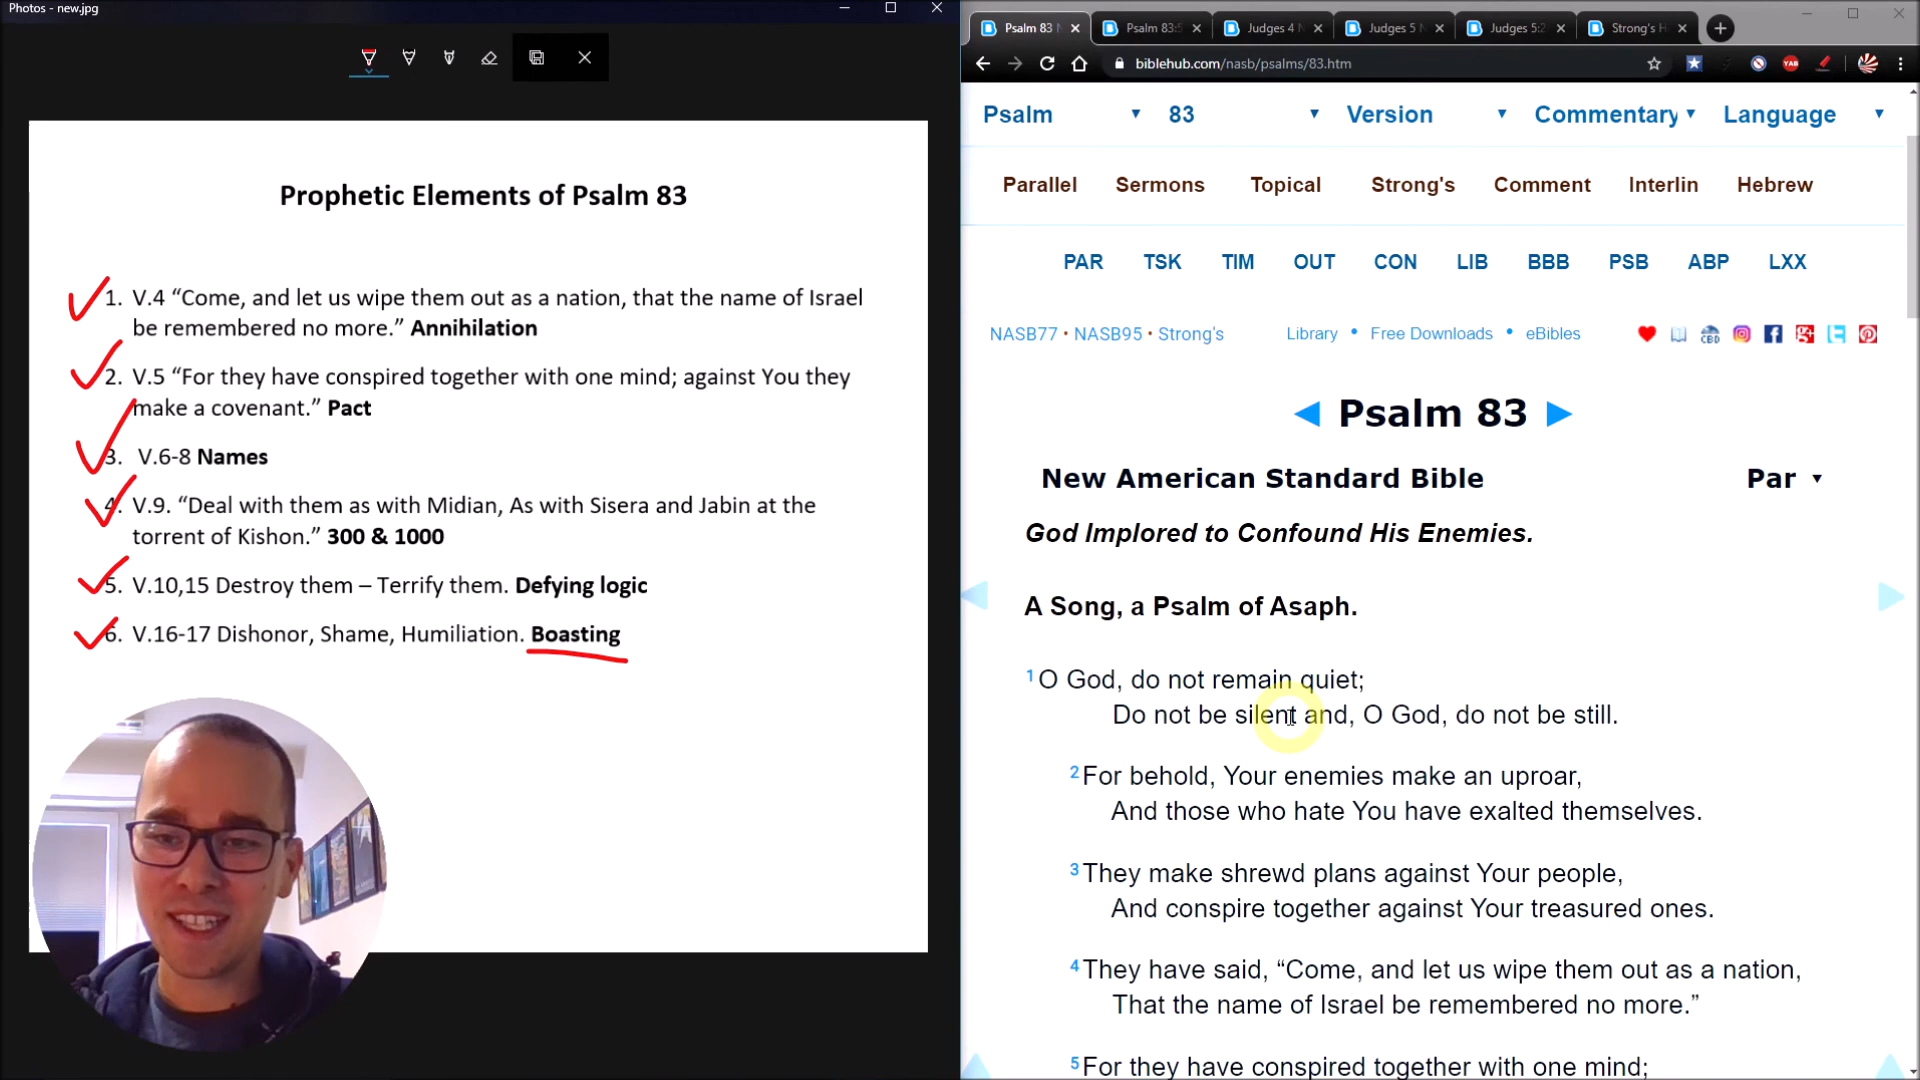 Photos - new.jpg
Prophetic Elements of Psalm 83
1. V.4 “Come, and let us wipe them out as a nation, that the name of Israel
be remembered no more.” Annihilation
2. V.5 “For they have conspired together with one mind; against You they
make a covenant.” Pact
3. V.6-8 Names
4. V.9. “Deal with them as with Midian, As with Sisera and Jabin at the
torrent of Kishon.” 300 & 1000
5. V.10,15 Destroy them – Terrify them. Defying logic
6. V.16-17 Dishonor, Shame, Humiliation. Boasting
Psalm 83 Psalm 83:5 Judges 4 Judges 5 Judges 5:2 Strong's H
biblehub.com/nasb/psalms/83.htm
YAB
Psalm 83 Version Commentary Language
Parallel Sermons Topical Strong's Comment Interlin Hebrew
PAR TSK TIM OUT CON LIB BBB PSB ABP LXX
NASB77 • NASB95 • Strong's Library • Free Downloads • eBibles CBD
Psalm 83
New American Standard Bible Par
God Implored to Confound His Enemies.
A Song, a Psalm of Asaph.
1 O God, do not remain quiet;
Do not be silent and, O God, do not be still.
2 For behold, Your enemies make an uproar,
And those who hate You have exalted themselves.
3 They make shrewd plans against Your people,
And conspire together against Your treasured ones.
4 They have said, “Come, and let us wipe them out as a nation,
That the name of Israel be remembered no more.”
5 For they have conspired together with one mind;